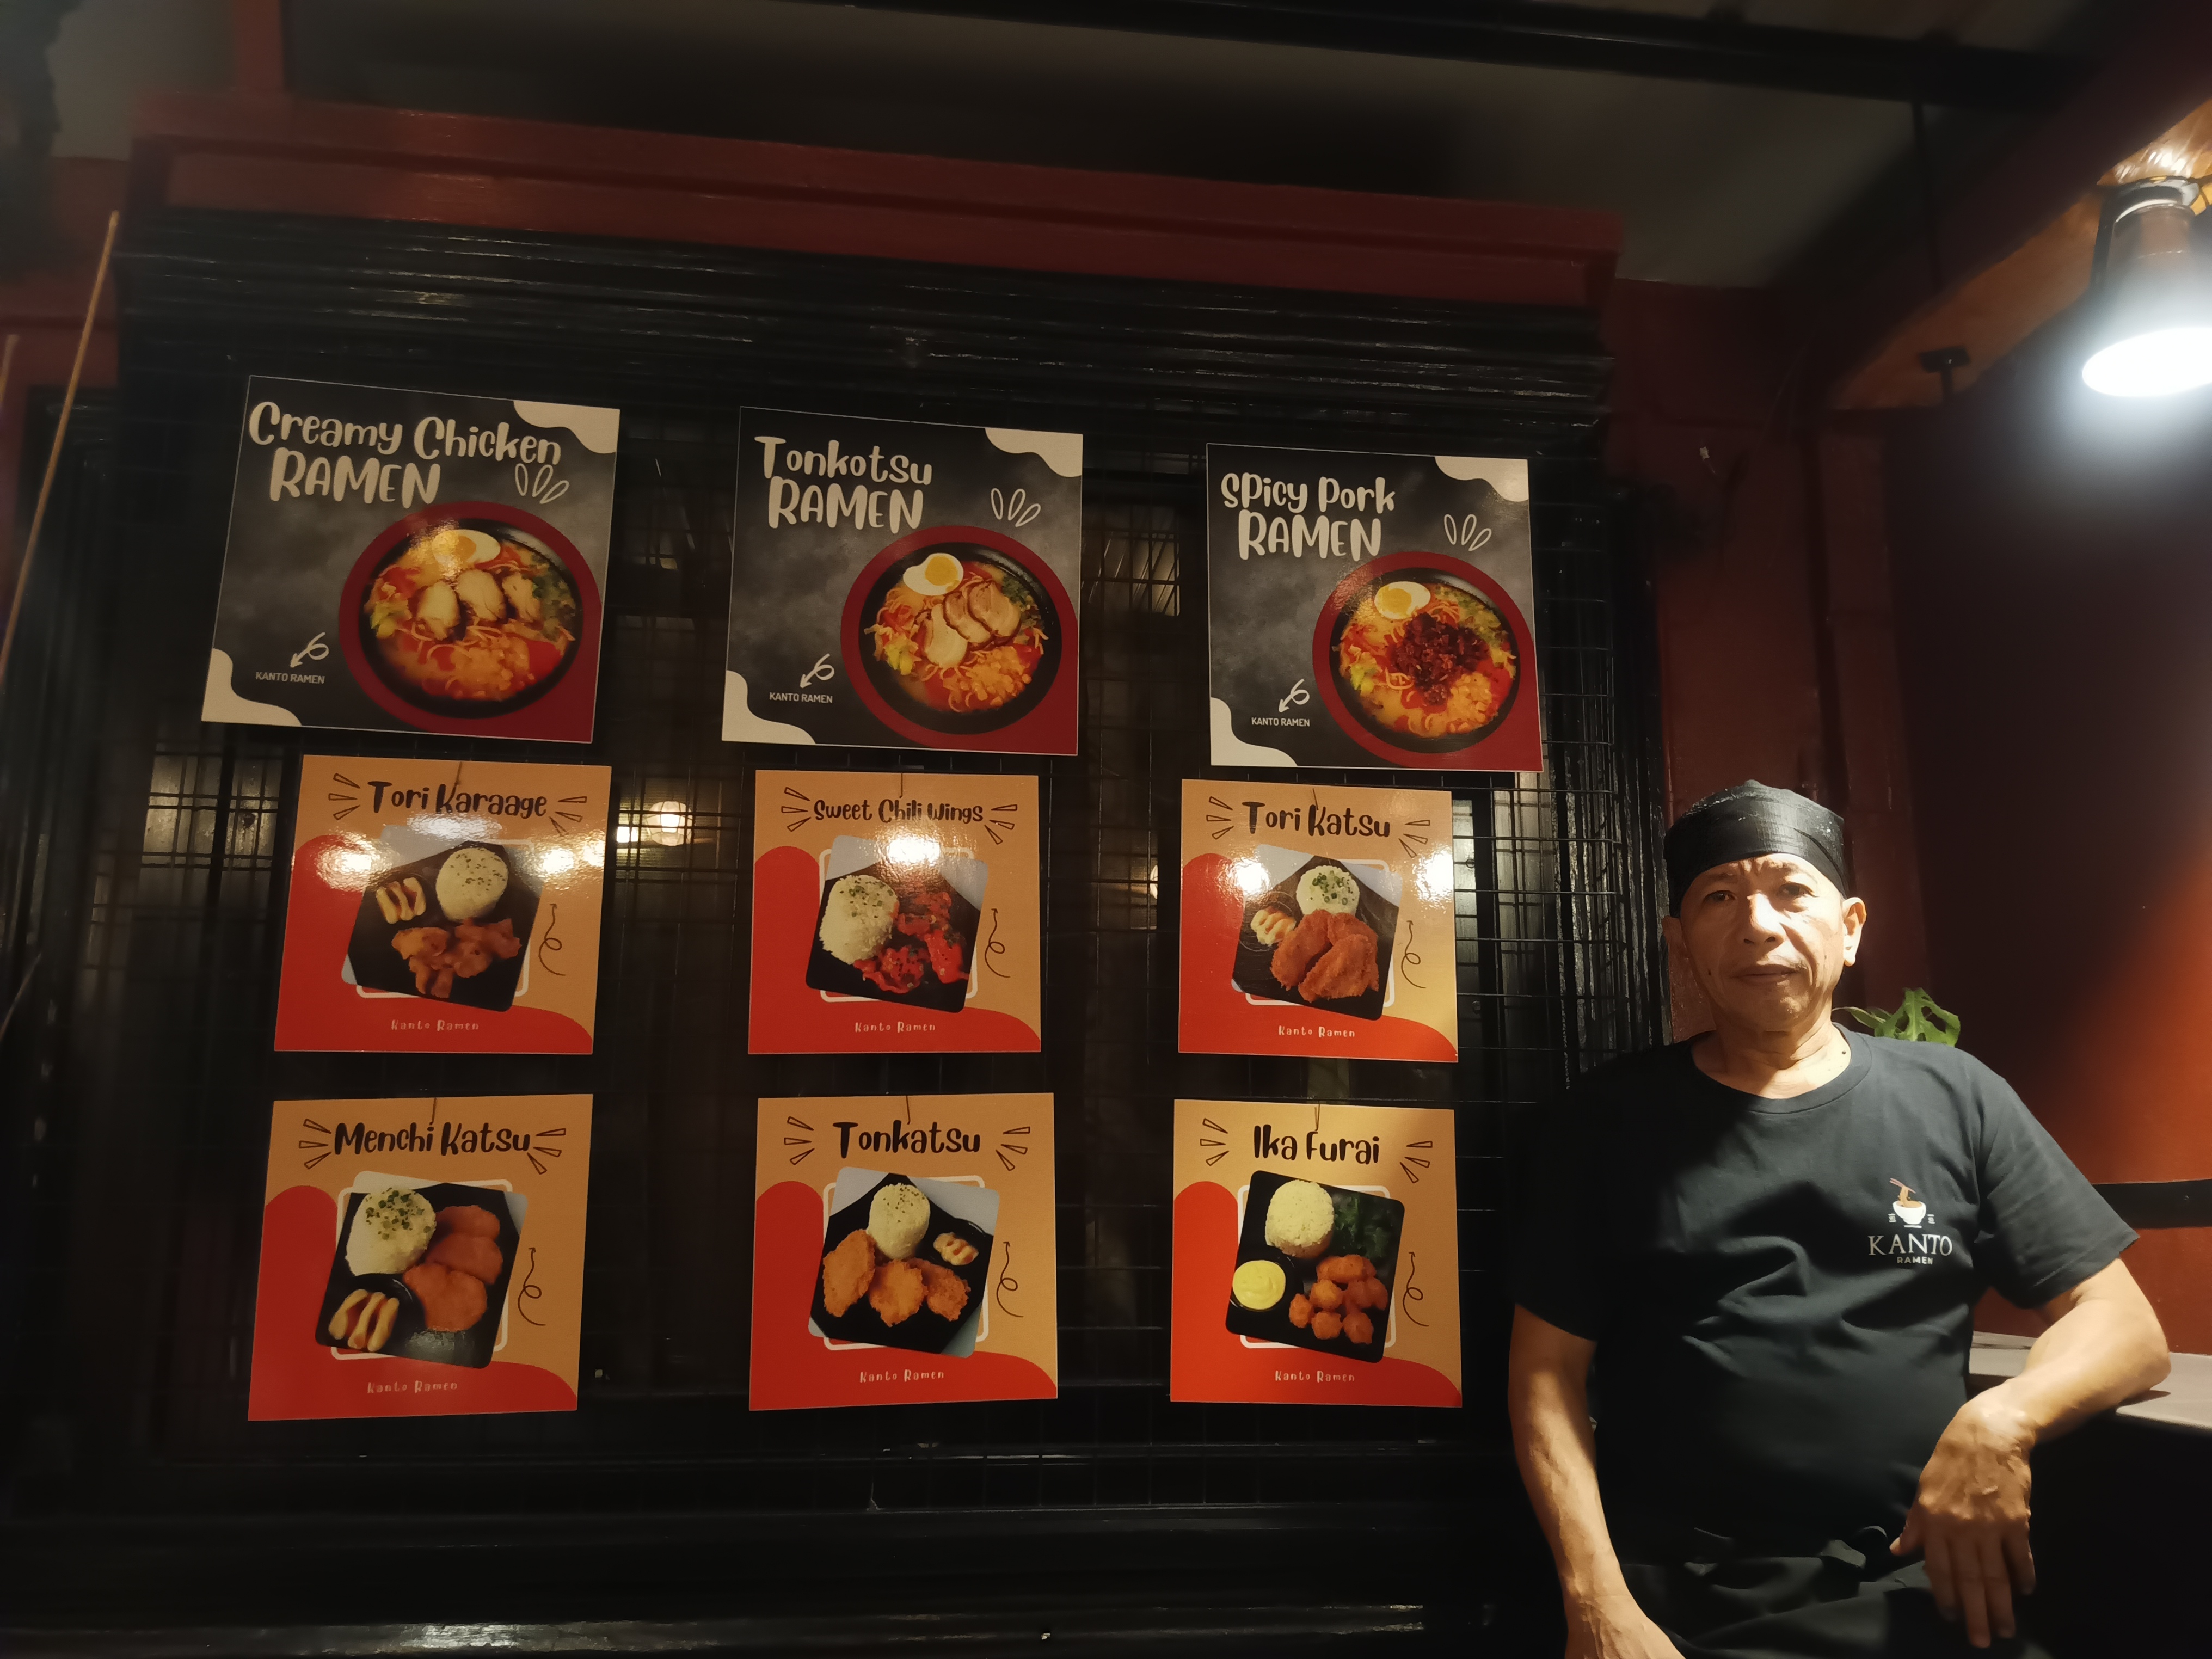 Creamy Chicken
RAMEN
KANTO RAMEN
Tonkotsu
RAMEN
KANTO RAMEN
Spicy Pork
RAMEN
KANTO RAMEN
Tori Karaage
Kanto Ramen
Sweet Chili Wings
Kanto Ramen
Tori Katsu
Kanto Ramen
Menchi Katsu
Kanto Ramen
Tonkatsu
Kanto Ramen
Ika Furai
Kanto Ramen
KANTO
RAMEN